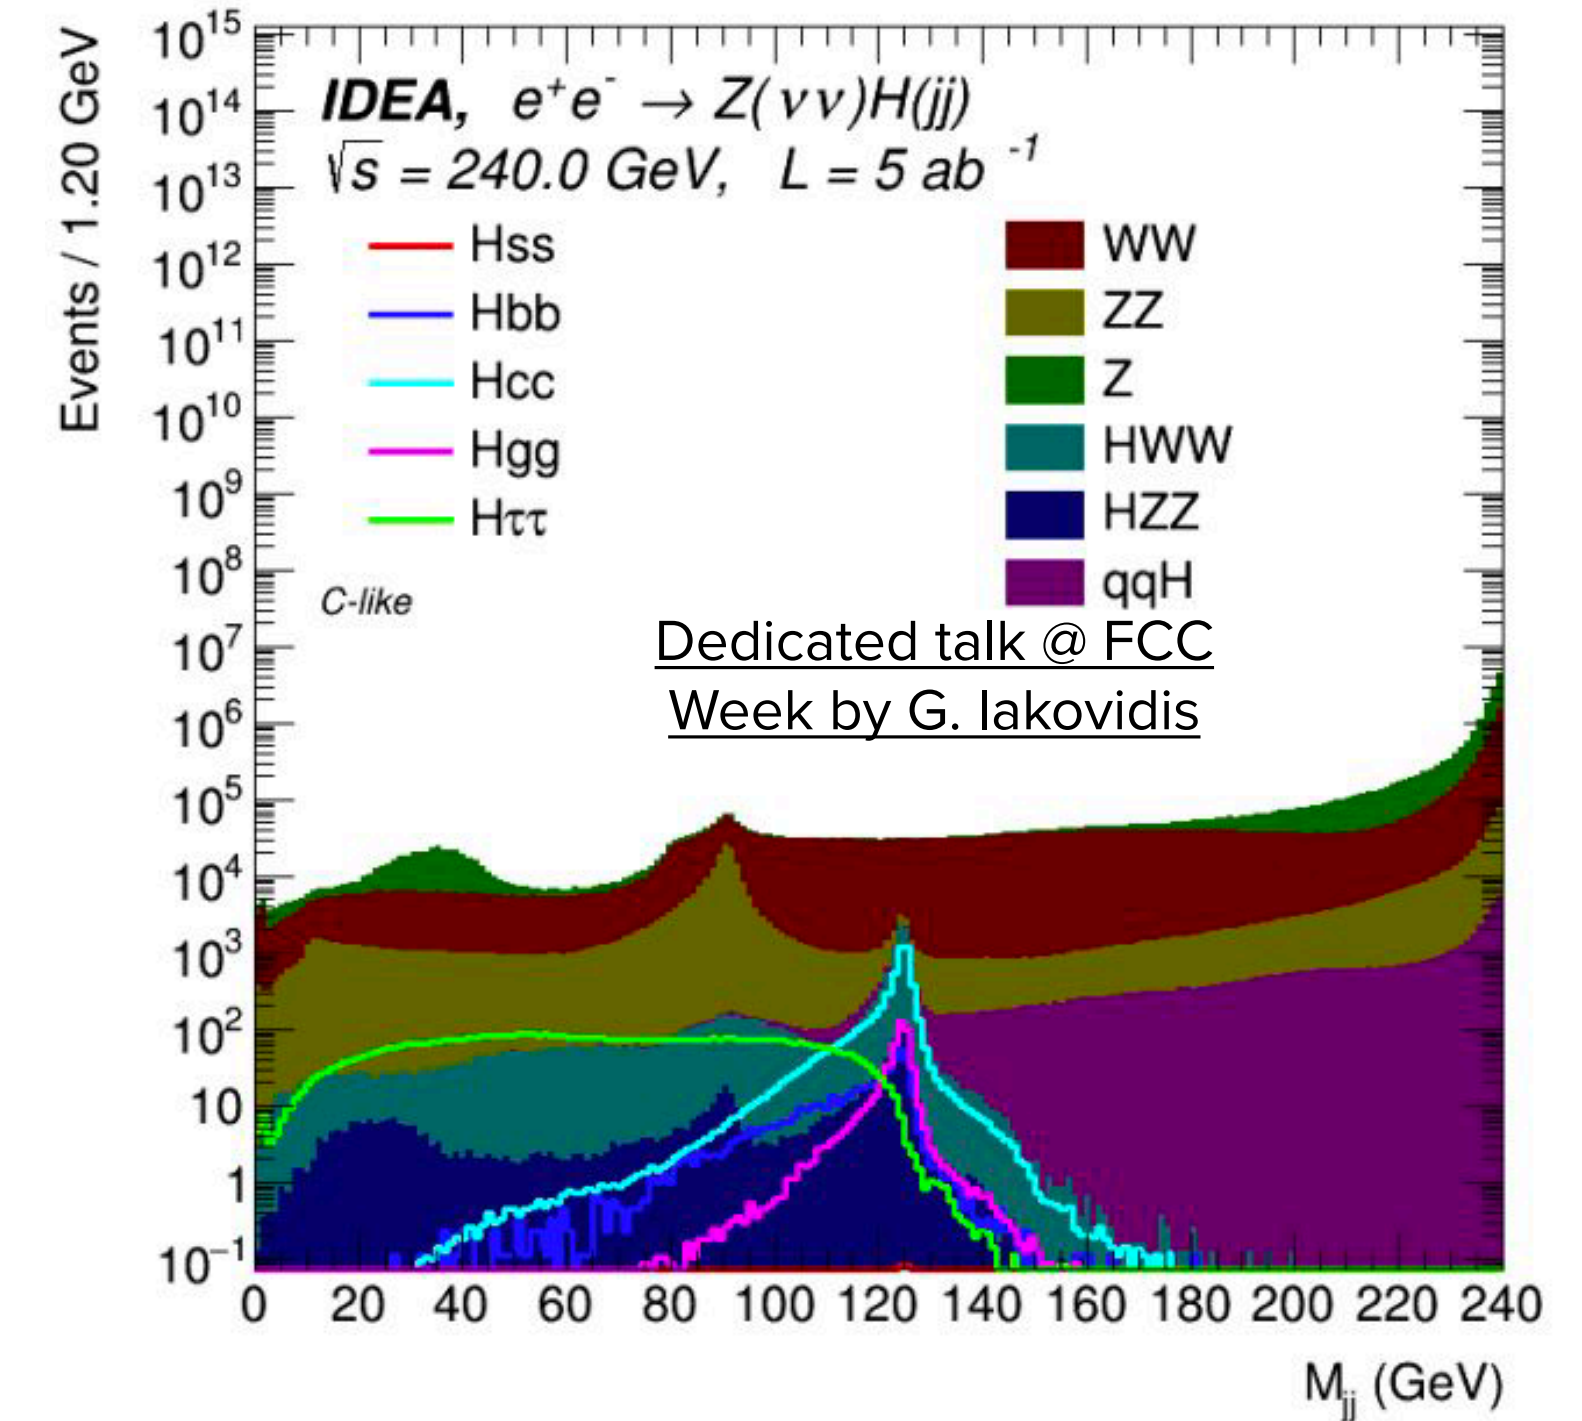 Events / 1.20 GeV
10¹⁵
10¹⁴
10¹³
10¹²
10¹¹
10¹⁰
10⁹
10⁸
10⁷
10⁶
10⁵
10⁴
10³
10²
10
1
10⁻¹
IDEA, e⁺e⁻ → Z(νν)H(jj)
√s = 240.0 GeV, L = 5 ab⁻¹
Hss
Hbb
Hcc
Hgg
Hττ
WW
ZZ
Z
HWW
HZZ
qqH
C-like
Dedicated talk @ FCC
Week by G. Iakovidis
0 20 40 60 80 100 120 140 160 180 200 220 240
Mⱼⱼ (GeV)